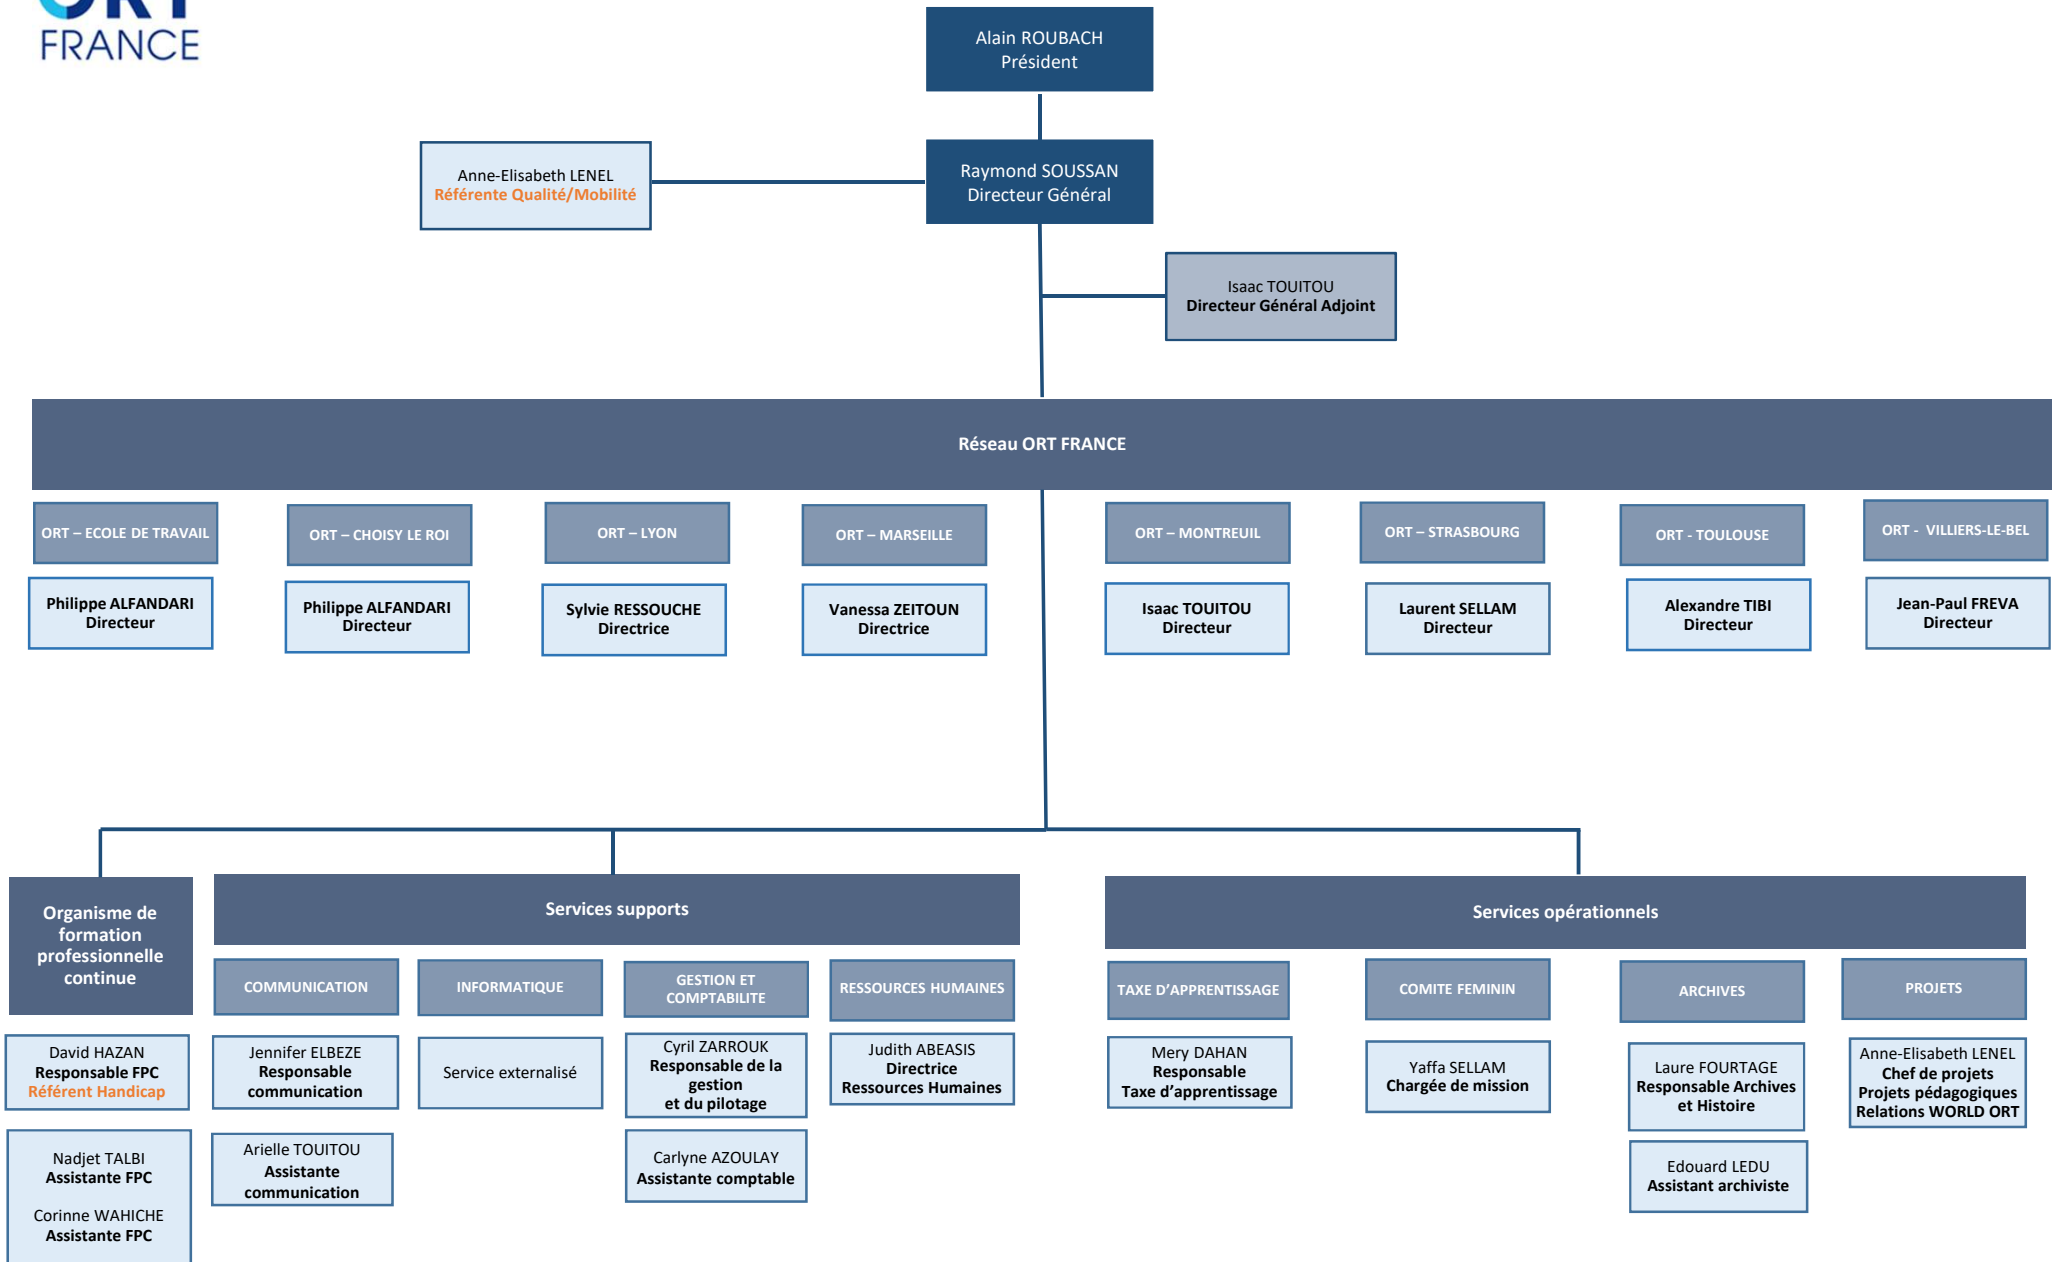 ORT
FRANCE
Alain ROUBACH
Président
Anne-Elisabeth LENEL
Référente Qualité/Mobilité
Raymond SOUSSAN
Directeur Général
Isaac TOUITOU
Directeur Général Adjoint
Réseau ORT FRANCE
ORT – ECOLE DE TRAVAIL
Philippe ALFANDARI
Directeur
ORT – CHOISY LE ROI
Philippe ALFANDARI
Directeur
ORT – LYON
Sylvie RESSOUCHE
Directrice
ORT – MARSEILLE
Vanessa ZEITOUN
Directrice
ORT – MONTREUIL
Isaac TOUITOU
Directeur
ORT – STRASBOURG
Laurent SELLAM
Directeur
ORT - TOULOUSE
Alexandre TIBI
Directeur
ORT - VILLIERS-LE-BEL
Jean-Paul FREVA
Directeur
Organisme de
formation
professionnelle
continue
David HAZAN
Responsable FPC
Référent Handicap
Nadjet TALBI
Assistante FPC
Corinne WAHICHE
Assistante FPC
Services supports
COMMUNICATION
Jennifer ELBEZE
Responsable
communication
Arielle TOUITOU
Assistante
communication
INFORMATIQUE
Service externalisé
GESTION ET
COMPTABILITE
Cyril ZARROUK
Responsable de la
gestion
et du pilotage
Carlyne AZOULAY
Assistante comptable
RESSOURCES HUMAINES
Judith ABEASIS
Directrice
Ressources Humaines
Services opérationnels
TAXE D’APPRENTISSAGE
Mery DAHAN
Responsable
Taxe d’apprentissage
COMITE FEMININ
Yaffa SELLAM
Chargée de mission
ARCHIVES
Laure FOURTAGE
Responsable Archives
et Histoire
Edouard LEDU
Assistant archiviste
PROJETS
Anne-Elisabeth LENEL
Chef de projets
Projets pédagogiques
Relations WORLD ORT